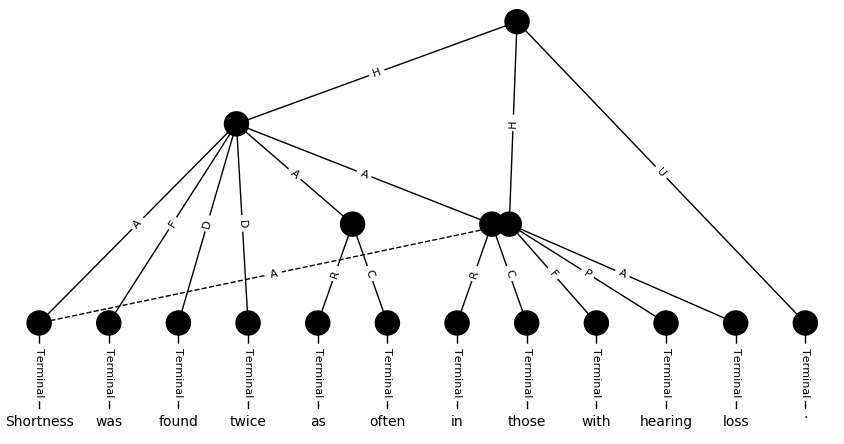 H
H
U
A
A
A
F
D
D
A
R
C
R
C
F
P
A
Terminal Terminal Terminal Terminal Terminal Terminal Terminal Terminal Terminal Terminal Terminal Terminal
Shortness was found twice as often in those with hearing loss .